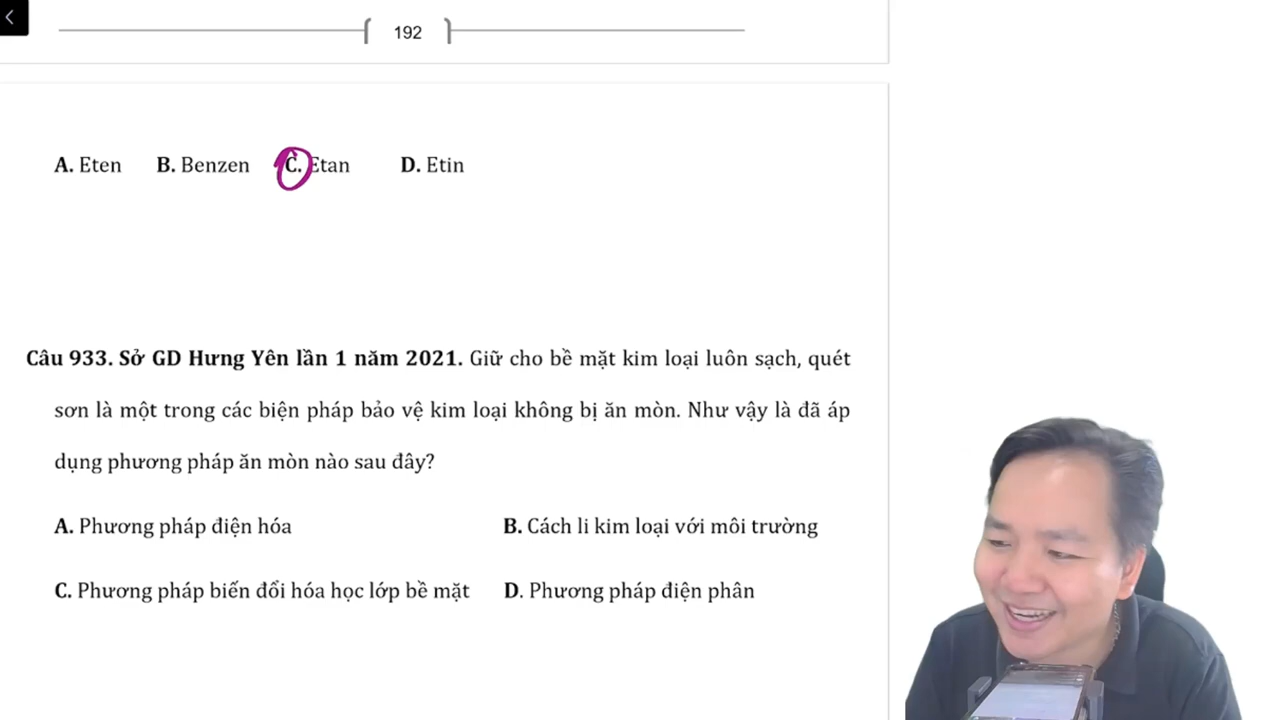 192
A. Eten B. Benzen C. Etan D. Etin
Câu 933. Sở GD Hưng Yên lần 1 năm 2021. Giữ cho bề mặt kim loại luôn sạch, quét
sơn là một trong các biện pháp bảo vệ kim loại không bị ăn mòn. Như vậy là đã áp
dụng phương pháp ăn mòn nào sau đây?
A. Phương pháp điện hóa B. Cách li kim loại với môi trường
C. Phương pháp biến đổi hóa học lớp bề mặt D. Phương pháp điện phân